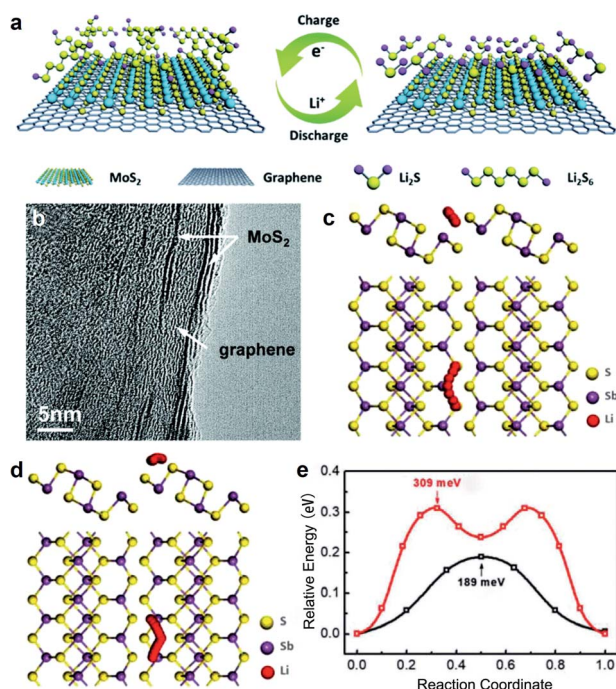 a
Charge
e-
Li+
Discharge
MoS2
Graphene
Li2S
Li2S6
b
MoS2
graphene
5nm
c
S
Sb
Li
d
S
Sb
Li
e
0.4
0.3
0.2
0.1
0.0
Relative Energy (eV)
309 meV
189 meV
0.0 0.2 0.4 0.6 0.8 1.0
Reaction Coordinate